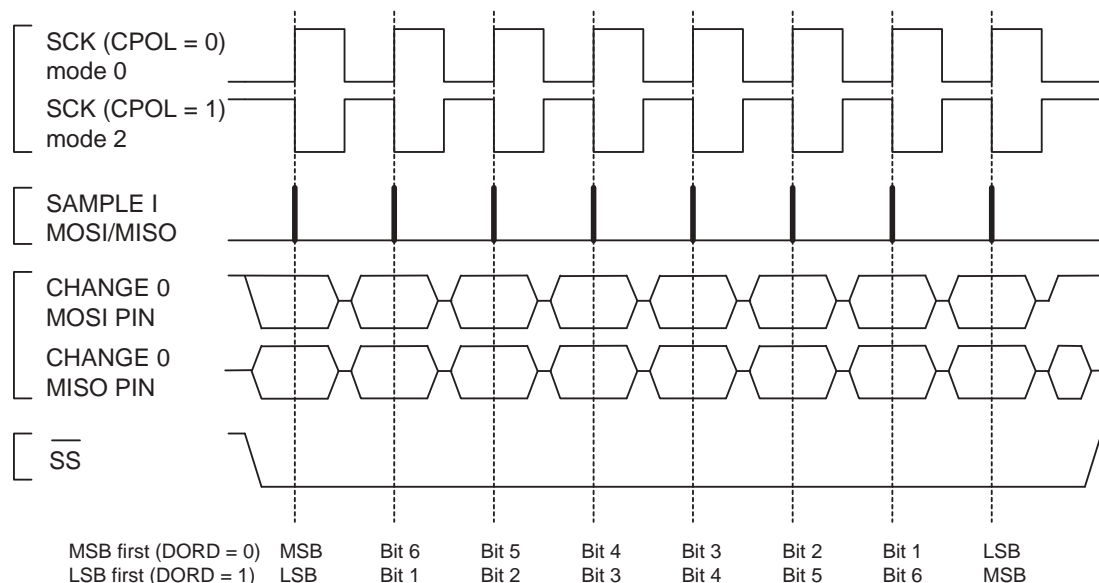 SCK (CPOL = 0)
mode 0
SCK (CPOL = 1)
mode 2
SAMPLE I
MOSI/MISO
CHANGE 0
MOSI PIN
CHANGE 0
MISO PIN
SS
MSB first (DORD = 0) MSB Bit 6 Bit 5 Bit 4 Bit 3 Bit 2 Bit 1 LSB
LSB first (DORD = 1) LSB Bit 1 Bit 2 Bit 3 Bit 4 Bit 5 Bit 6 MSB